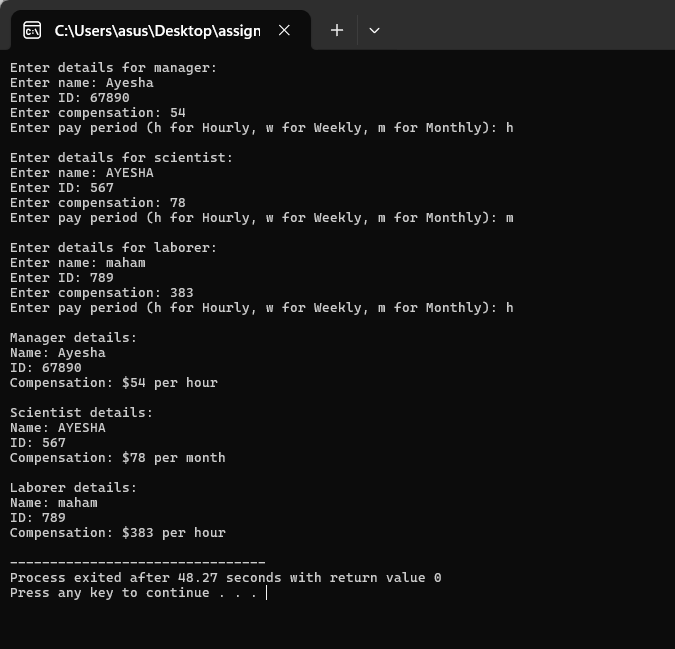 C:\Users\asus\Desktop\assign
Enter details for manager:
Enter name: Ayesha
Enter ID: 67890
Enter compensation: 54
Enter pay period (h for Hourly, w for Weekly, m for Monthly): h

Enter details for scientist:
Enter name: AYESHA
Enter ID: 567
Enter compensation: 78
Enter pay period (h for Hourly, w for Weekly, m for Monthly): m

Enter details for laborer:
Enter name: maham
Enter ID: 789
Enter compensation: 383
Enter pay period (h for Hourly, w for Weekly, m for Monthly): h

Manager details:
Name: Ayesha
ID: 67890
Compensation: $54 per hour

Scientist details:
Name: AYESHA
ID: 567
Compensation: $78 per month

Laborer details:
Name: maham
ID: 789
Compensation: $383 per hour

--------------------------------
Process exited after 48.27 seconds with return value 0
Press any key to continue . . .